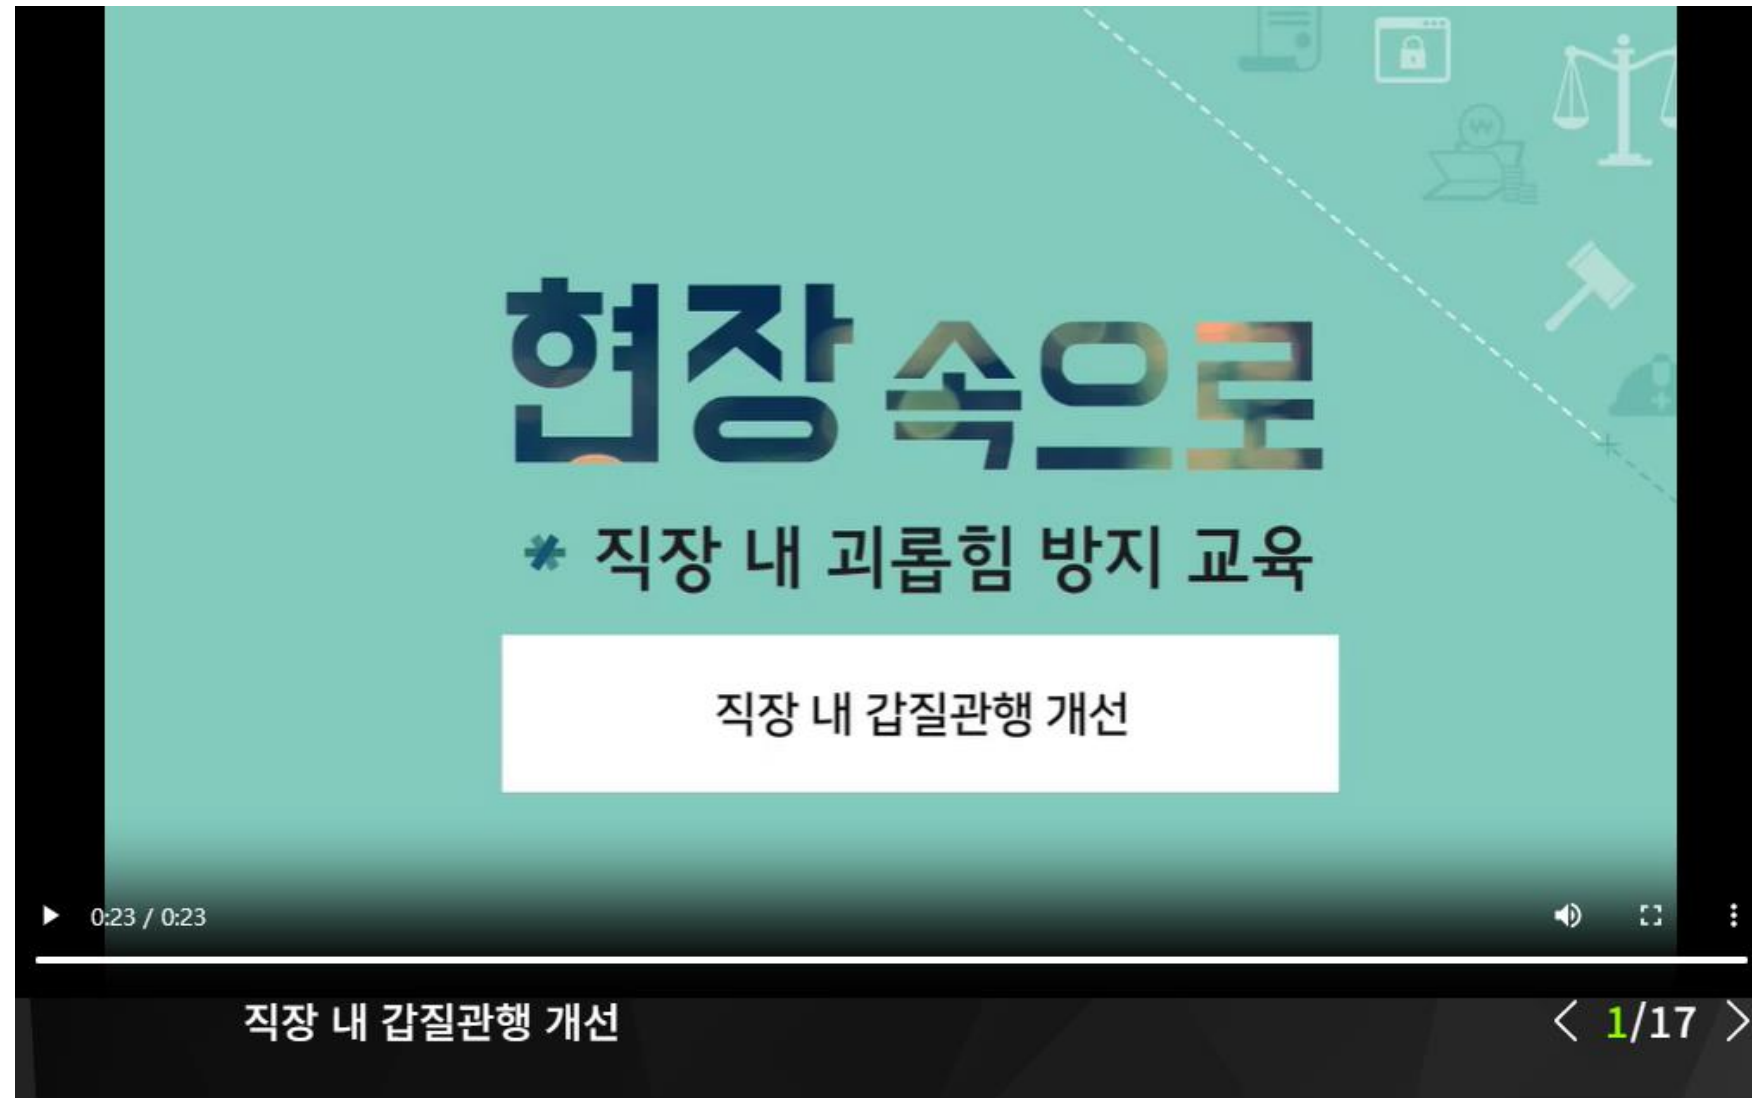 현장 속으로
* 직장 내 괴롭힘 방지 교육
직장 내 갑질관행 개선
0:23 / 0:23
직장 내 갑질관행 개선
< 1/17 >